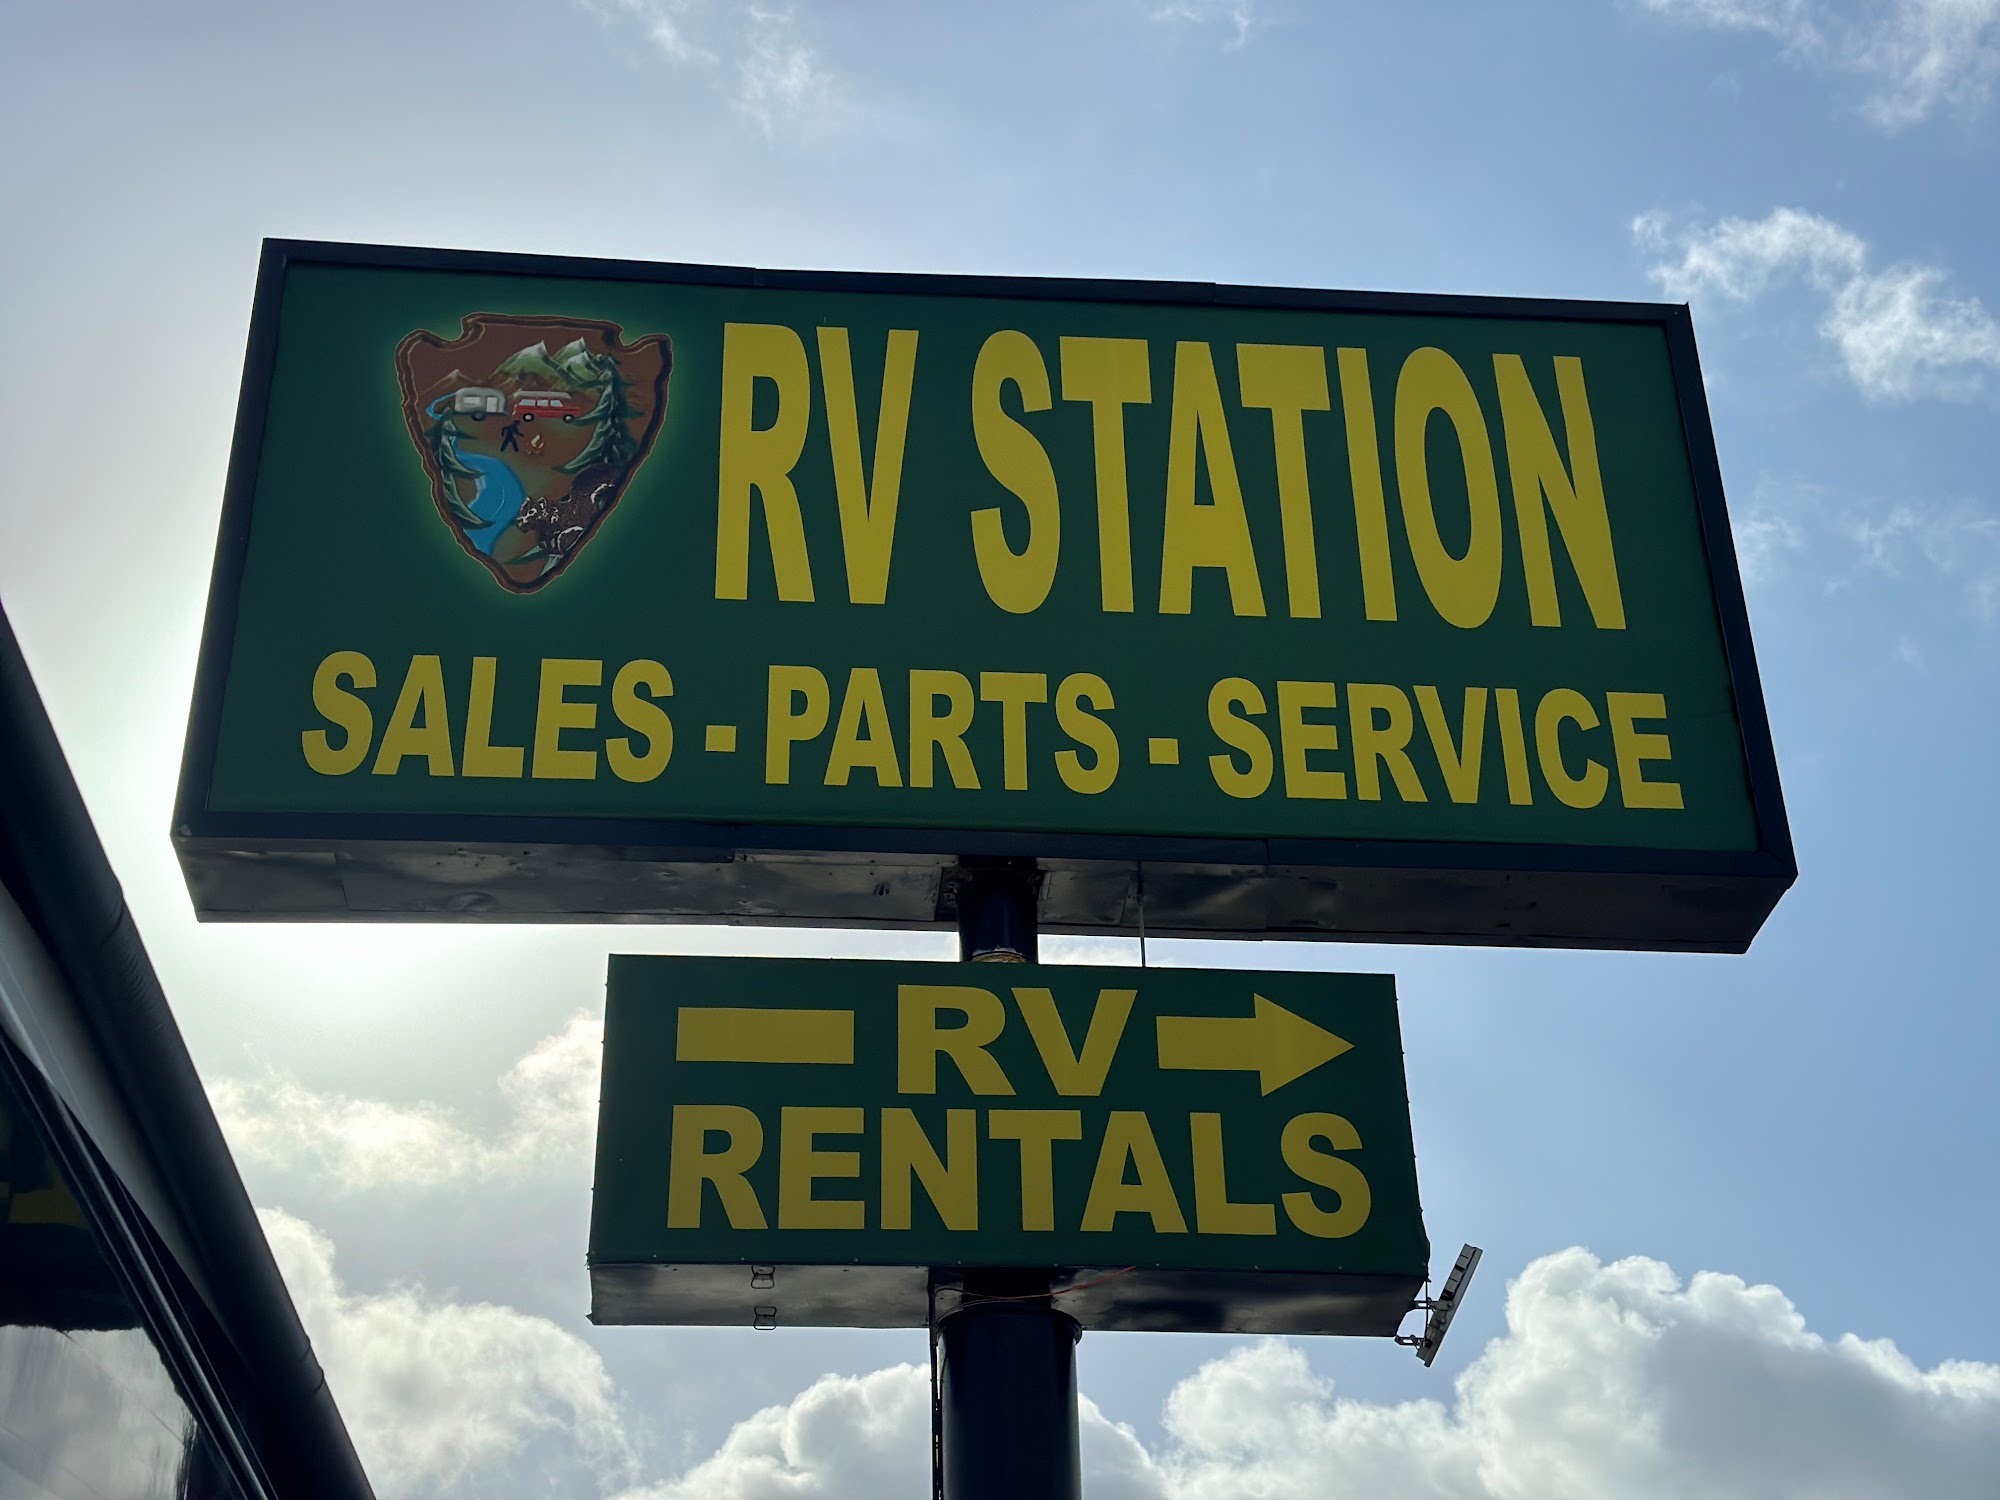 RV STATION
SALES - PARTS - SERVICE
RV
RENTALS